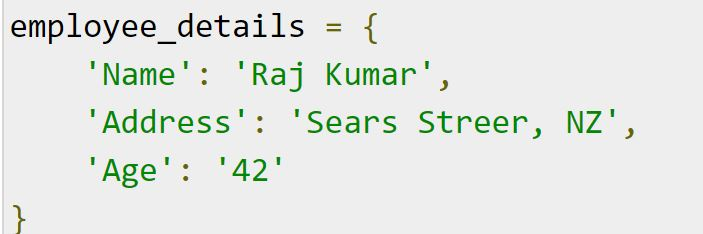 employee_details = {
    'Name': 'Raj Kumar',
    'Address': 'Sears Streer, NZ',
    'Age': '42'
}